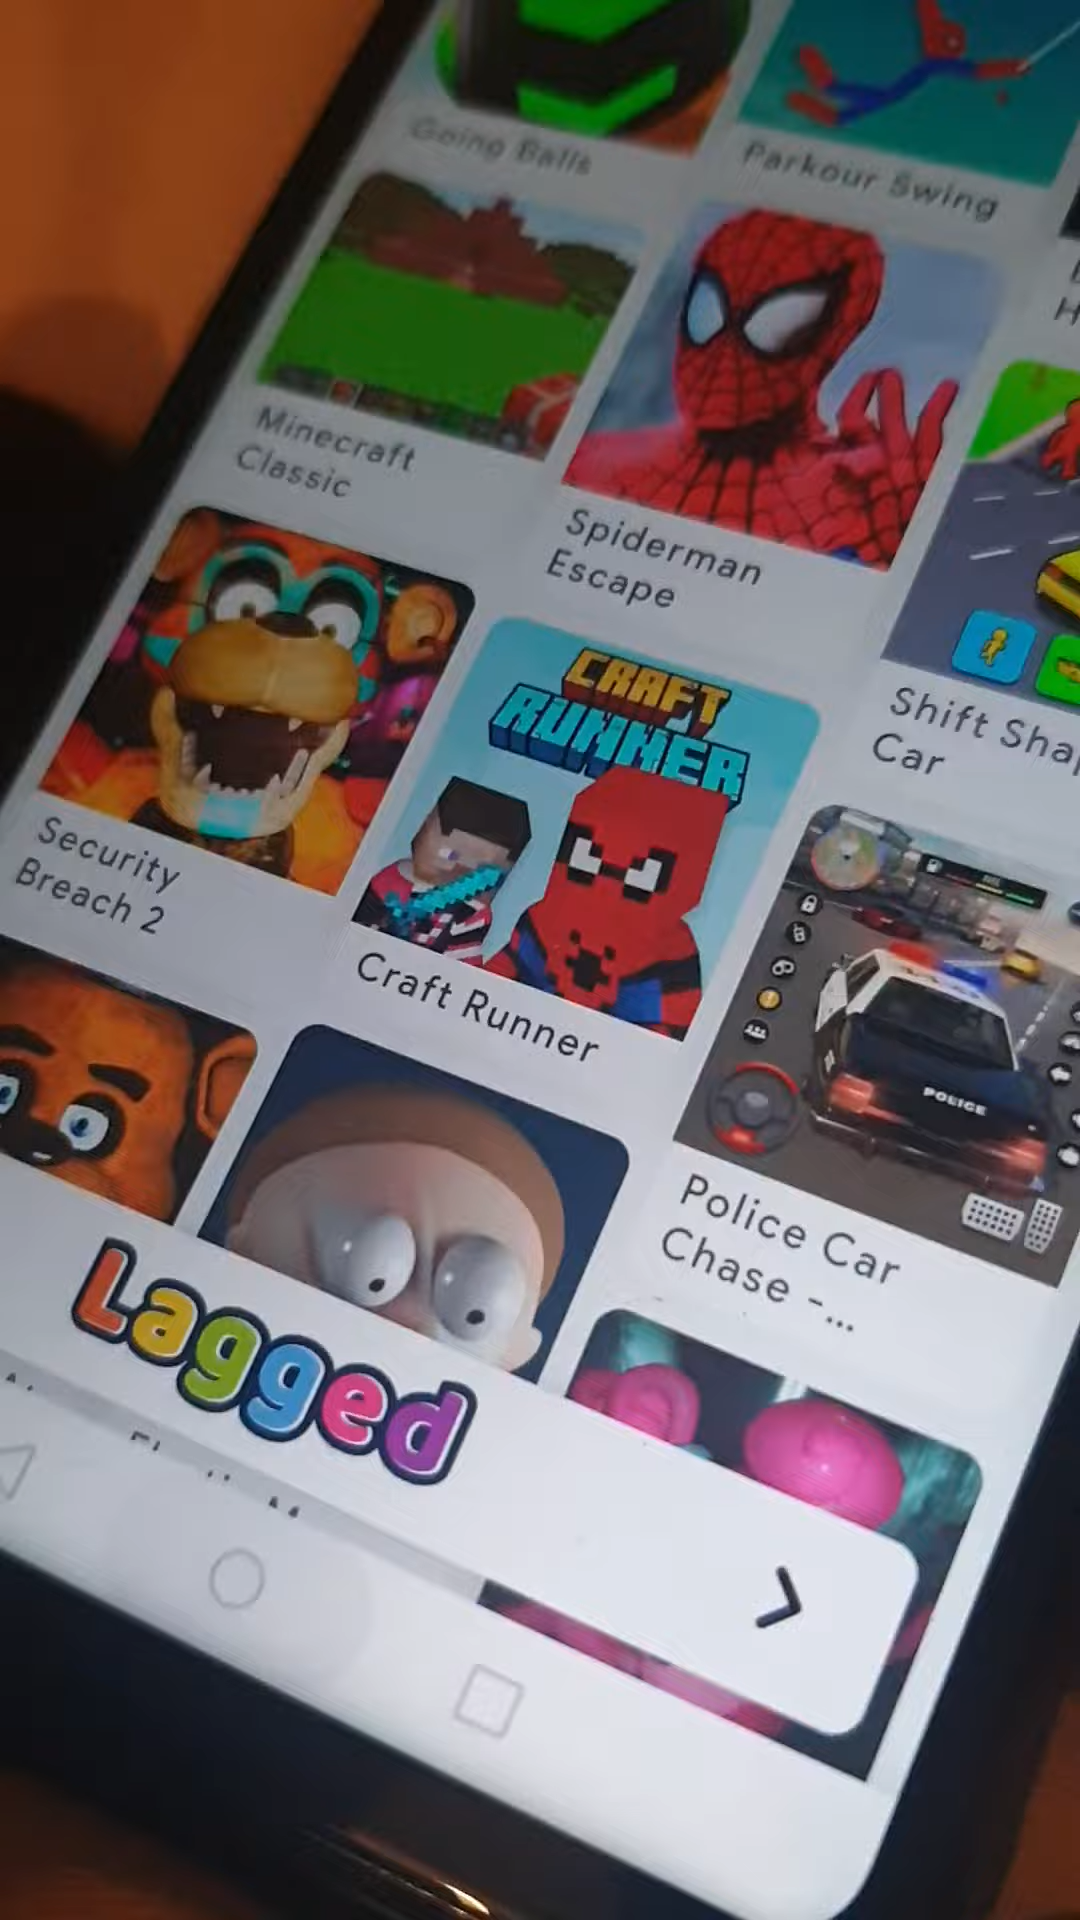 Going Balls
Parkour Swing
Minecraft
Classic
Spiderman
Escape
Shift Sha
Car
Security
Breach 2
CRAFT
RUNNER
Craft Runner
POLICE
Police Car
Chase -...
Lagged